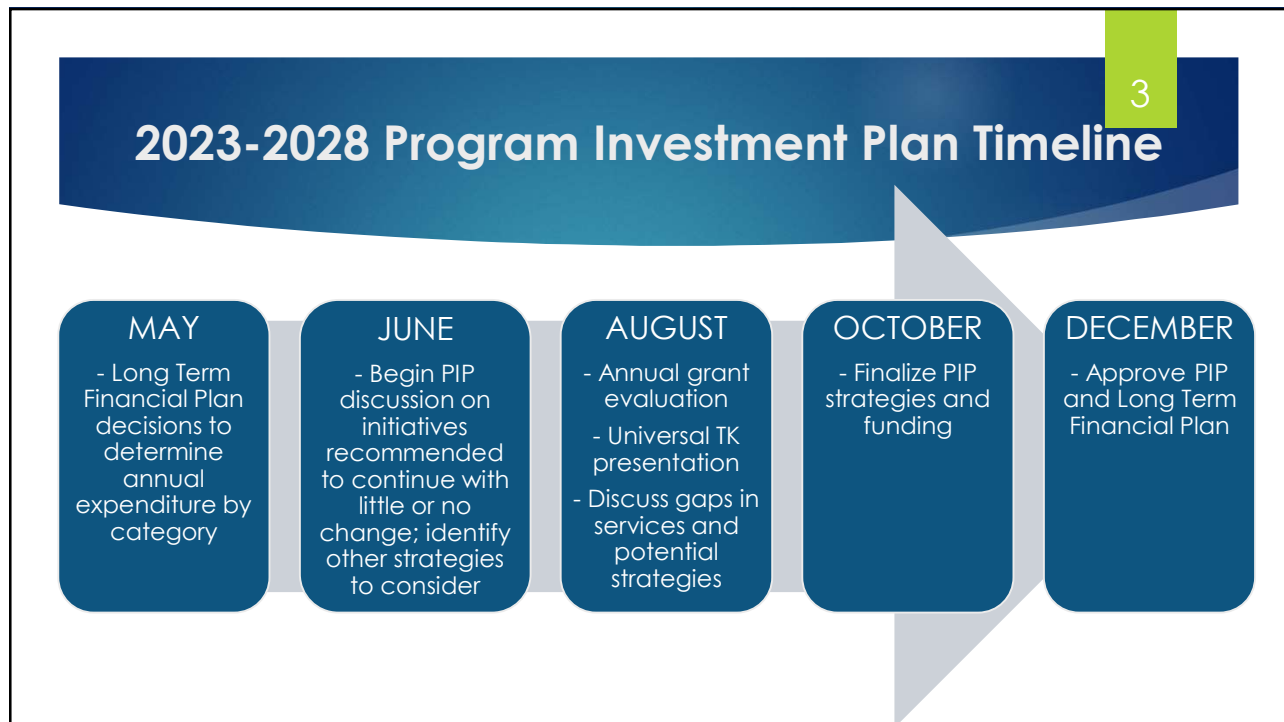 3
2023-2028 Program Investment Plan Timeline
MAY
- Long Term
Financial Plan
decisions to
determine
annual
expenditure by
category
JUNE
- Begin PIP
discussion on
initiatives
recommended
to continue with
little or no
change; identify
other strategies
to consider
AUGUST
- Annual grant
evaluation
- Universal TK
presentation
- Discuss gaps in
services and
potential
strategies
OCTOBER
- Finalize PIP
strategies and
funding
DECEMBER
- Approve PIP
and Long Term
Financial Plan